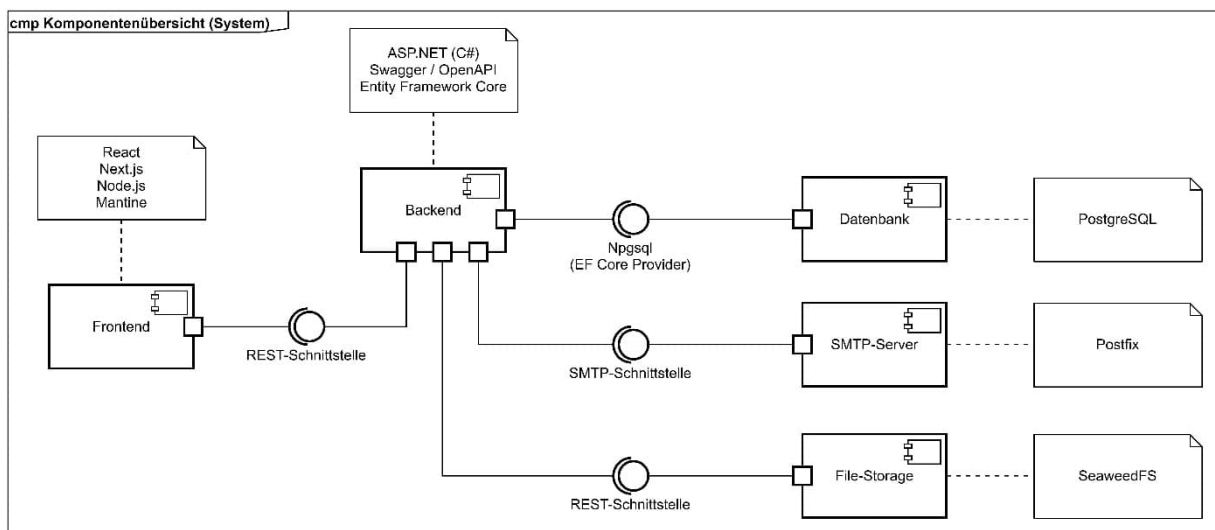 cmp Komponentenübersicht (System)
ASP.NET (C#)
Swagger / OpenAPI
Entity Framework Core
React
Next.js
Node.js
Mantine
Backend
Npgsql
(EF Core Provider)
Datenbank
PostgreSQL
Frontend
REST-Schnittstelle
SMTP-Schnittstelle
SMTP-Server
Postfix
REST-Schnittstelle
File-Storage
SeaweedFS